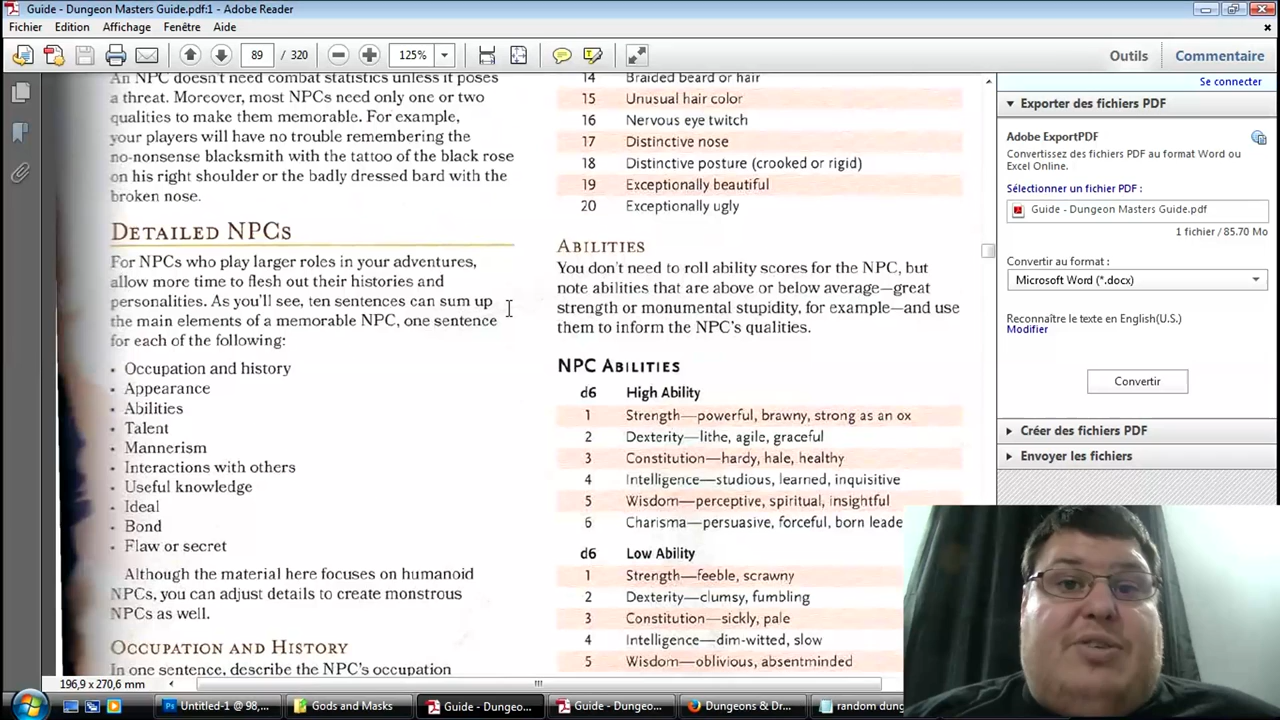 Guide - Dungeon Masters Guide.pdf:1 - Adobe Reader
Fichier Edition Affichage Fenêtre Aide
89 / 320 125% Outils Commentaire
An NPC doesn't need combat statistics unless it poses
a threat. Moreover, most NPCs need only one or two
qualities to make them memorable. For example,
your players will have no trouble remembering the
no-nonsense blacksmith with the tattoo of the black rose
on his right shoulder or the badly dressed bard with the
broken nose.
DETAILED NPCS
For NPCs who play larger roles in your adventures,
allow more time to flesh out their histories and
personalities. As you'll see, ten sentences can sum up
the main elements of a memorable NPC, one sentence
for each of the following:
• Occupation and history
• Appearance
• Abilities
• Talent
• Mannerism
• Interactions with others
• Useful knowledge
• Ideal
• Bond
• Flaw or secret
Although the material here focuses on humanoid
NPCs, you can adjust details to create monstrous
NPCs as well.
OCCUPATION AND HISTORY
In one sentence, describe the NPC's occupation
14 Braided beard or hair
15 Unusual hair color
16 Nervous eye twitch
17 Distinctive nose
18 Distinctive posture (crooked or rigid)
19 Exceptionally beautiful
20 Exceptionally ugly
ABILITIES
You don't need to roll ability scores for the NPC, but
note abilities that are above or below average—great
strength or monumental stupidity, for example—and use
them to inform the NPC's qualities.
NPC ABILITIES
d6 High Ability
1 Strength—powerful, brawny, strong as an ox
2 Dexterity—lithe, agile, graceful
3 Constitution—hardy, hale, healthy
4 Intelligence—studious, learned, inquisitive
5 Wisdom—perceptive, spiritual, insightful
6 Charisma—persuasive, forceful, born leade
d6 Low Ability
1 Strength—feeble, scrawny
2 Dexterity—clumsy, fumbling
3 Constitution—sickly, pale
4 Intelligence—dim-witted, slow
5 Wisdom—oblivious, absentminded
Se connecter
Exporter des fichiers PDF
Adobe ExportPDF
Convertissez des fichiers PDF au format Word ou
Excel Online.
Sélectionner un fichier PDF :
Guide - Dungeon Masters Guide.pdf
1 fichier / 85.70 Mo
Convertir au format :
Microsoft Word (*.docx)
Reconnaître le texte en English(U.S.)
Modifier
Convertir
Créer des fichiers PDF
Envoyer les fichiers
196,9 x 270,6 mm
Untitled-1 @ 98,... Gods and Masks Guide - Dungeo... Guide - Dungeo... Dungeons & Dr... random dung